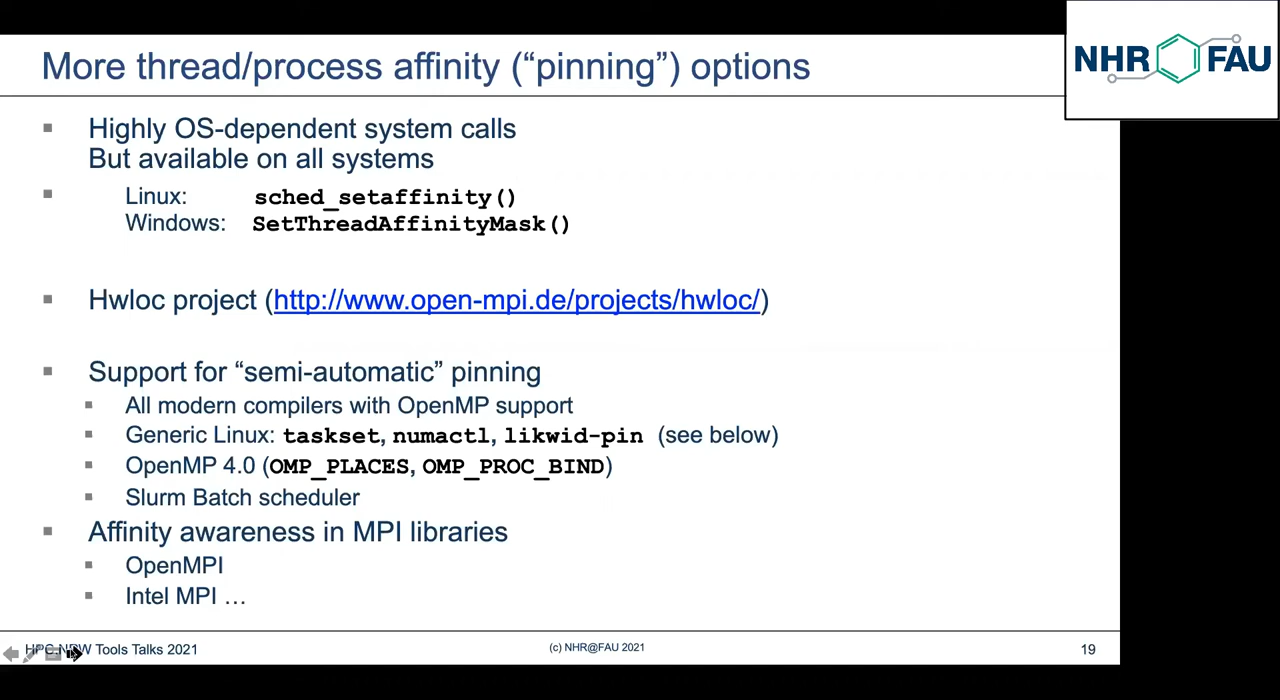 NHR FAU
More thread/process affinity (“pinning”) options
Highly OS-dependent system calls
But available on all systems
Linux: sched_setaffinity()
Windows: SetThreadAffinityMask()
Hwloc project (http://www.open-mpi.de/projects/hwloc/)
Support for “semi-automatic” pinning
All modern compilers with OpenMP support
Generic Linux: taskset, numactl, likwid-pin (see below)
OpenMP 4.0 (OMP_PLACES, OMP_PROC_BIND)
Slurm Batch scheduler
Affinity awareness in MPI libraries
OpenMPI
Intel MPI …
HPC.NRW Tools Talks 2021
(c) NHR@FAU 2021
19